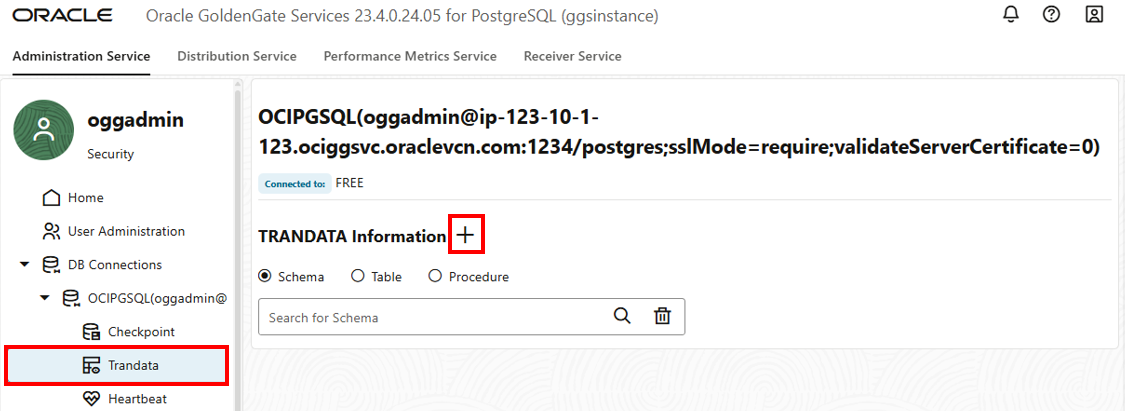 ORACLE Oracle GoldenGate Services 23.4.0.24.05 for PostgreSQL (ggsinstance)
Administration Service Distribution Service Performance Metrics Service Receiver Service
oggadmin
Security
Home
User Administration
DB Connections
OCIPGSQL(oggadmin@
Checkpoint
Trandata
Heartbeat
OCIPGSQL(oggadmin@ip-123-10-1-
123.ociggsvc.oraclevcn.com:1234/postgres;sslMode=require;validateServerCertificate=0)
Connected to: FREE
TRANDATA Information
Schema Table Procedure
Search for Schema